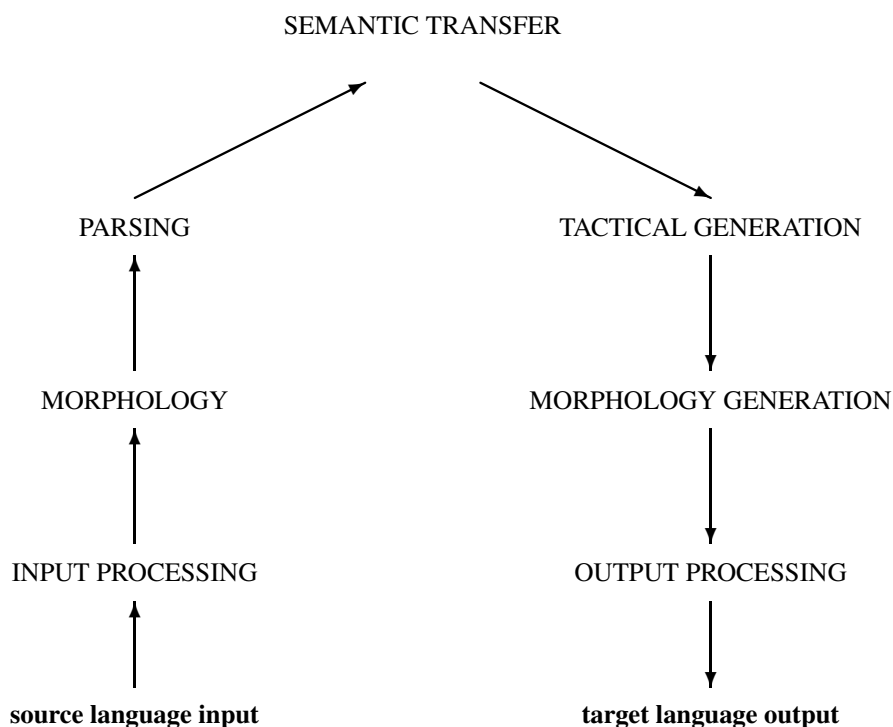 SEMANTIC TRANSFER
PARSING
TACTICAL GENERATION
MORPHOLOGY
MORPHOLOGY GENERATION
INPUT PROCESSING
OUTPUT PROCESSING
source language input
target language output